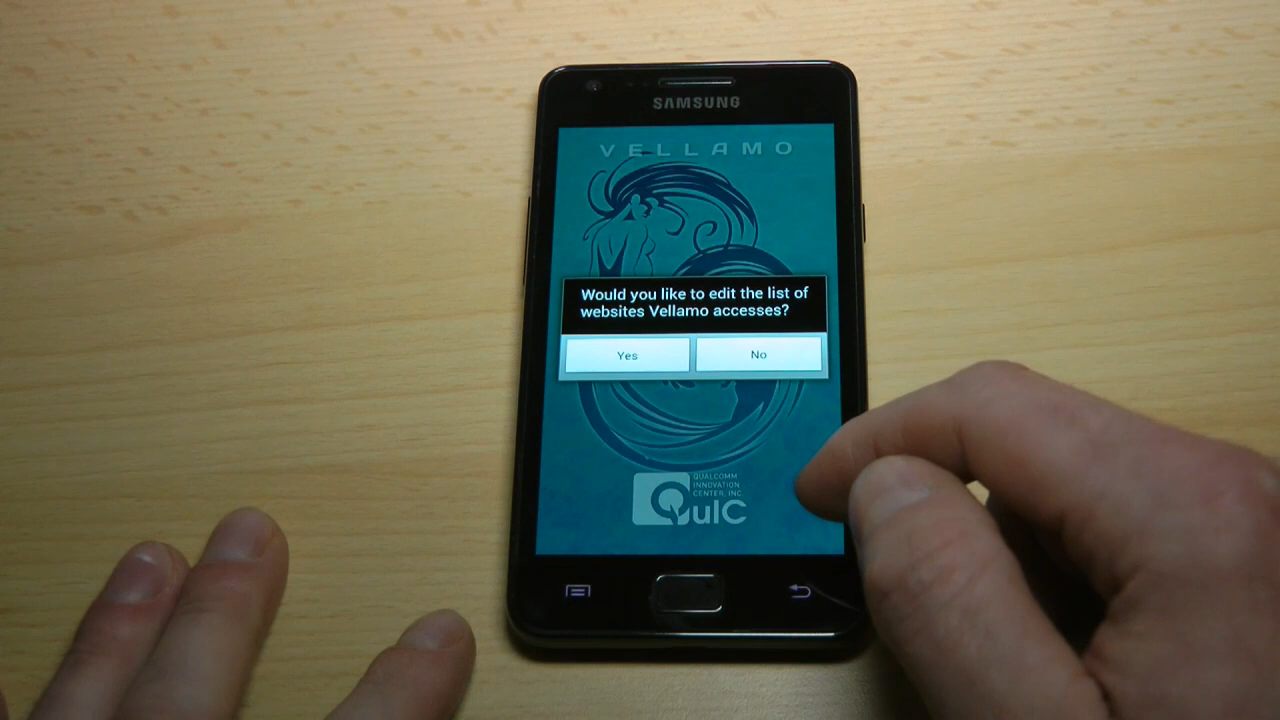 SAMSUNG
VELLAMO
Would you like to edit the list of
websites Vellamo accesses?
Yes
No
QUALCOMM
INNOVATION
CENTER, INC.
QuIC